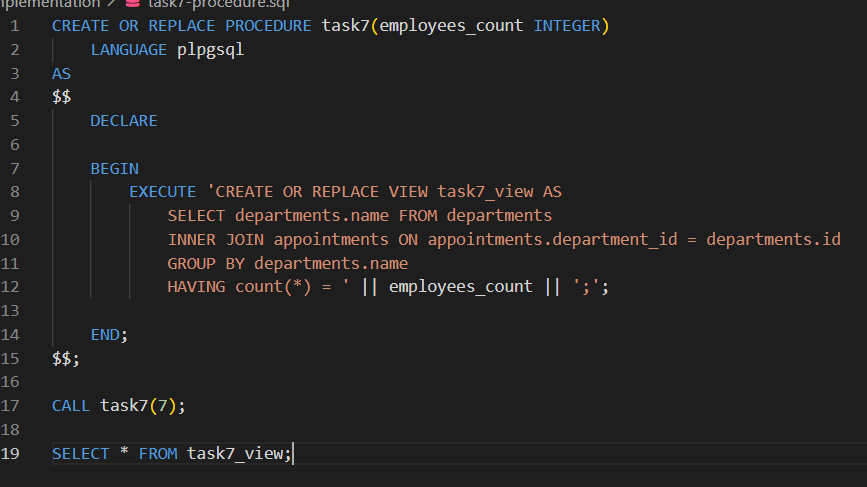 mplementation / task7-procedure.sql
1 CREATE OR REPLACE PROCEDURE task7(employees_count INTEGER)
2 LANGUAGE plpgsql
3 AS
4 $$
5 DECLARE
6
7 BEGIN
8 EXECUTE 'CREATE OR REPLACE VIEW task7_view AS
9 SELECT departments.name FROM departments
10 INNER JOIN appointments ON appointments.department_id = departments.id
11 GROUP BY departments.name
12 HAVING count(*) = ' || employees_count || ';';
13
14 END;
15 $$;
16
17 CALL task7(7);
18
19 SELECT * FROM task7_view;